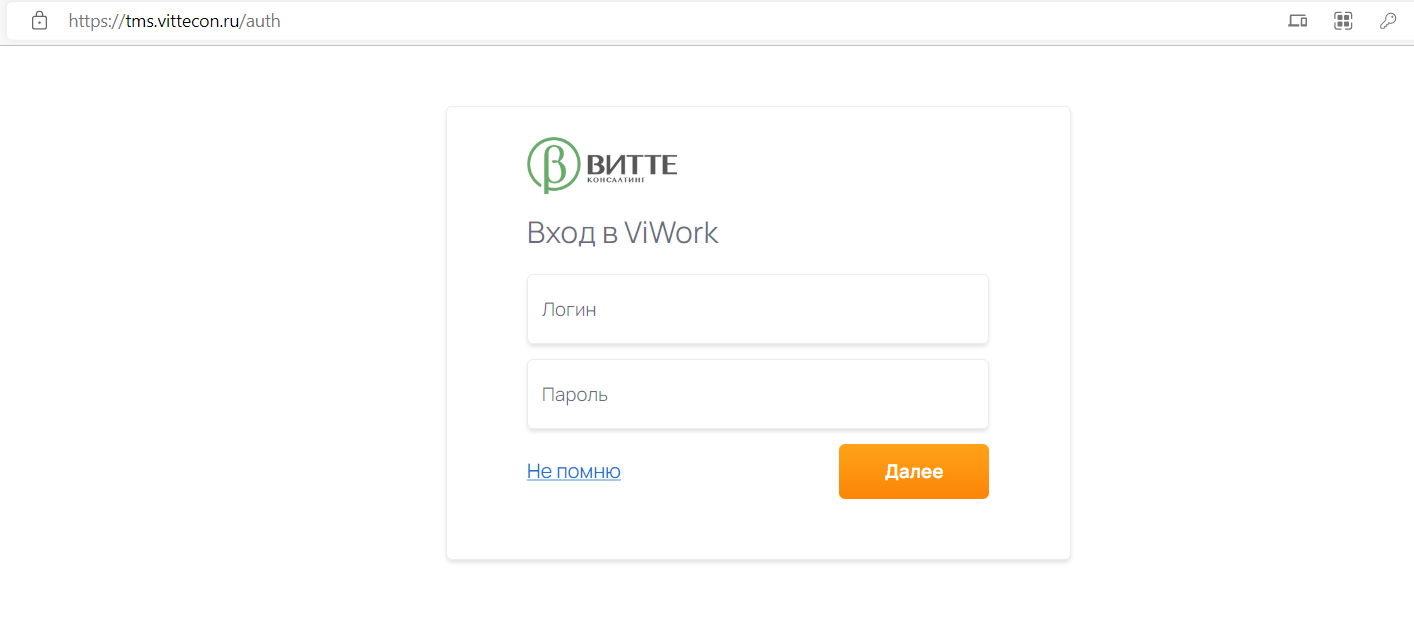 https://tms.vittecon.ru/auth
ВИТТЕ
КОНСАЛТИНГ
Вход в ViWork
Логин
Пароль
Не помню
Далее